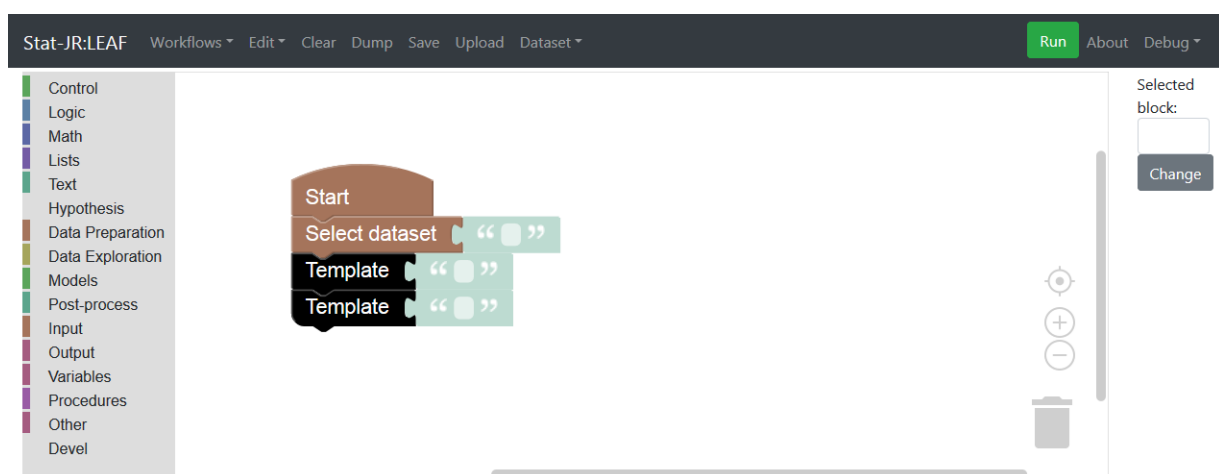 Stat-JR:LEAF Workflows Edit Clear Dump Save Upload Dataset Run About Debug
Control
Logic
Math
Lists
Text
Hypothesis
Data Preparation
Data Exploration
Models
Post-process
Input
Output
Variables
Procedures
Other
Devel
Start
Select dataset “ ”
Template “ ”
Template “ ”
Selected
block:
Change